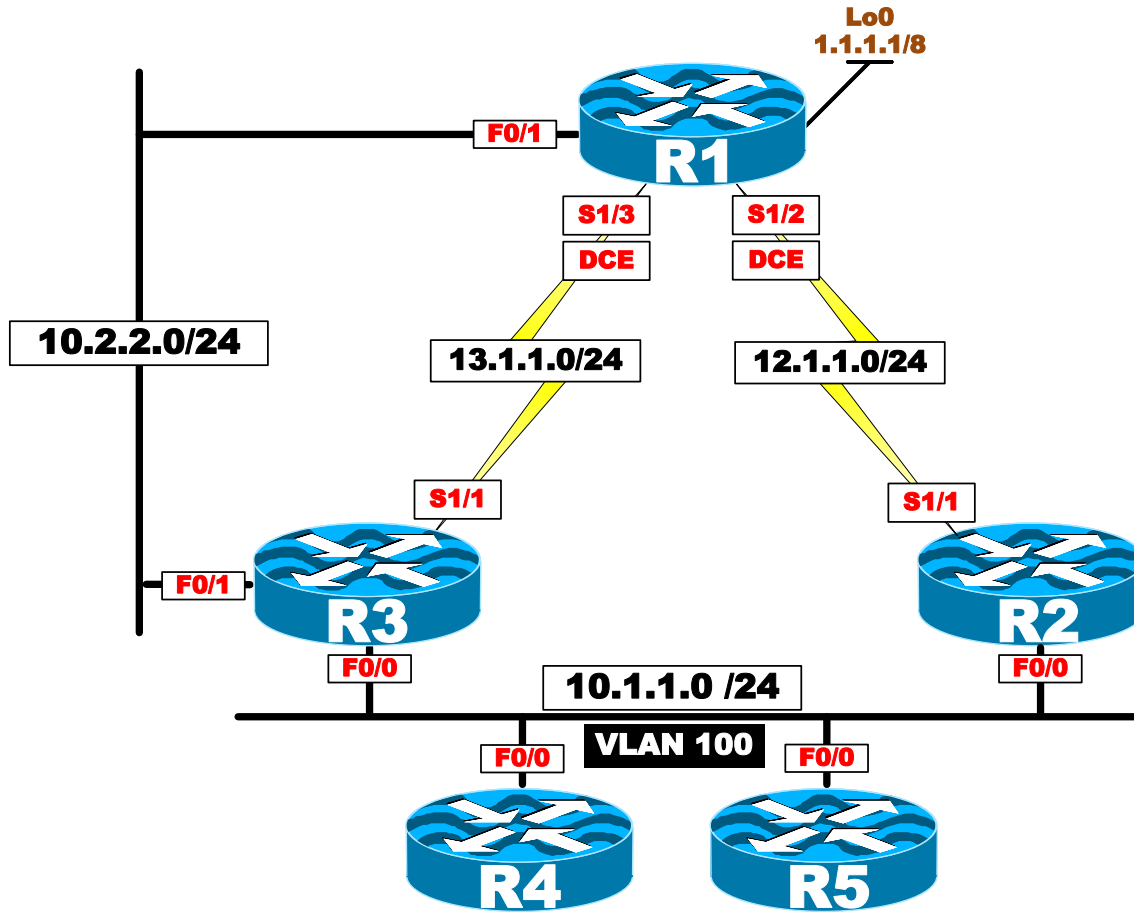 Lo0
1.1.1.1/8
F0/1
R1
S1/3
S1/2
DCE
DCE
10.2.2.0/24
13.1.1.0/24
12.1.1.0/24
S1/1
S1/1
F0/1
R3
R2
F0/0
F0/0
10.1.1.0 /24
VLAN 100
F0/0
F0/0
R4
R5